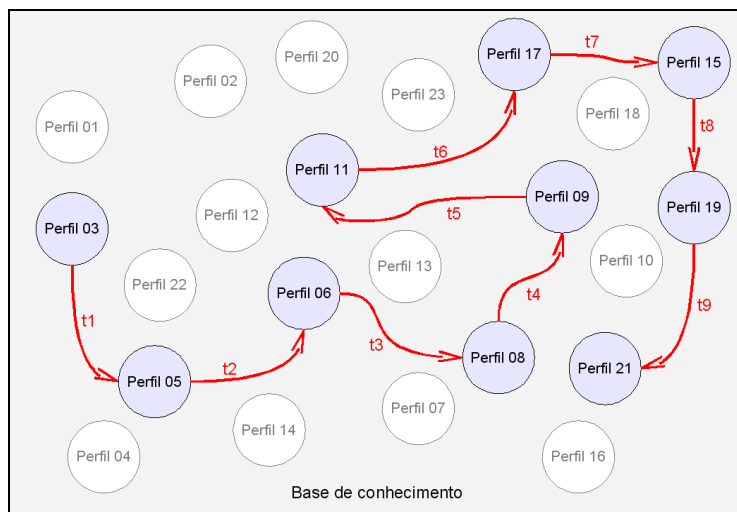 Perfil 17
t7
Perfil 20
Perfil 15
Perfil 02
Perfil 23
Perfil 18
Perfil 01
t8
t6
Perfil 11
Perfil 09
Perfil 19
Perfil 12
t5
Perfil 03
Perfil 10
Perfil 13
Perfil 22
Perfil 06
t4
t9
t1
t3
Perfil 08
t2
Perfil 21
Perfil 05
Perfil 07
Perfil 14
Perfil 04
Perfil 16
Base de conhecimento